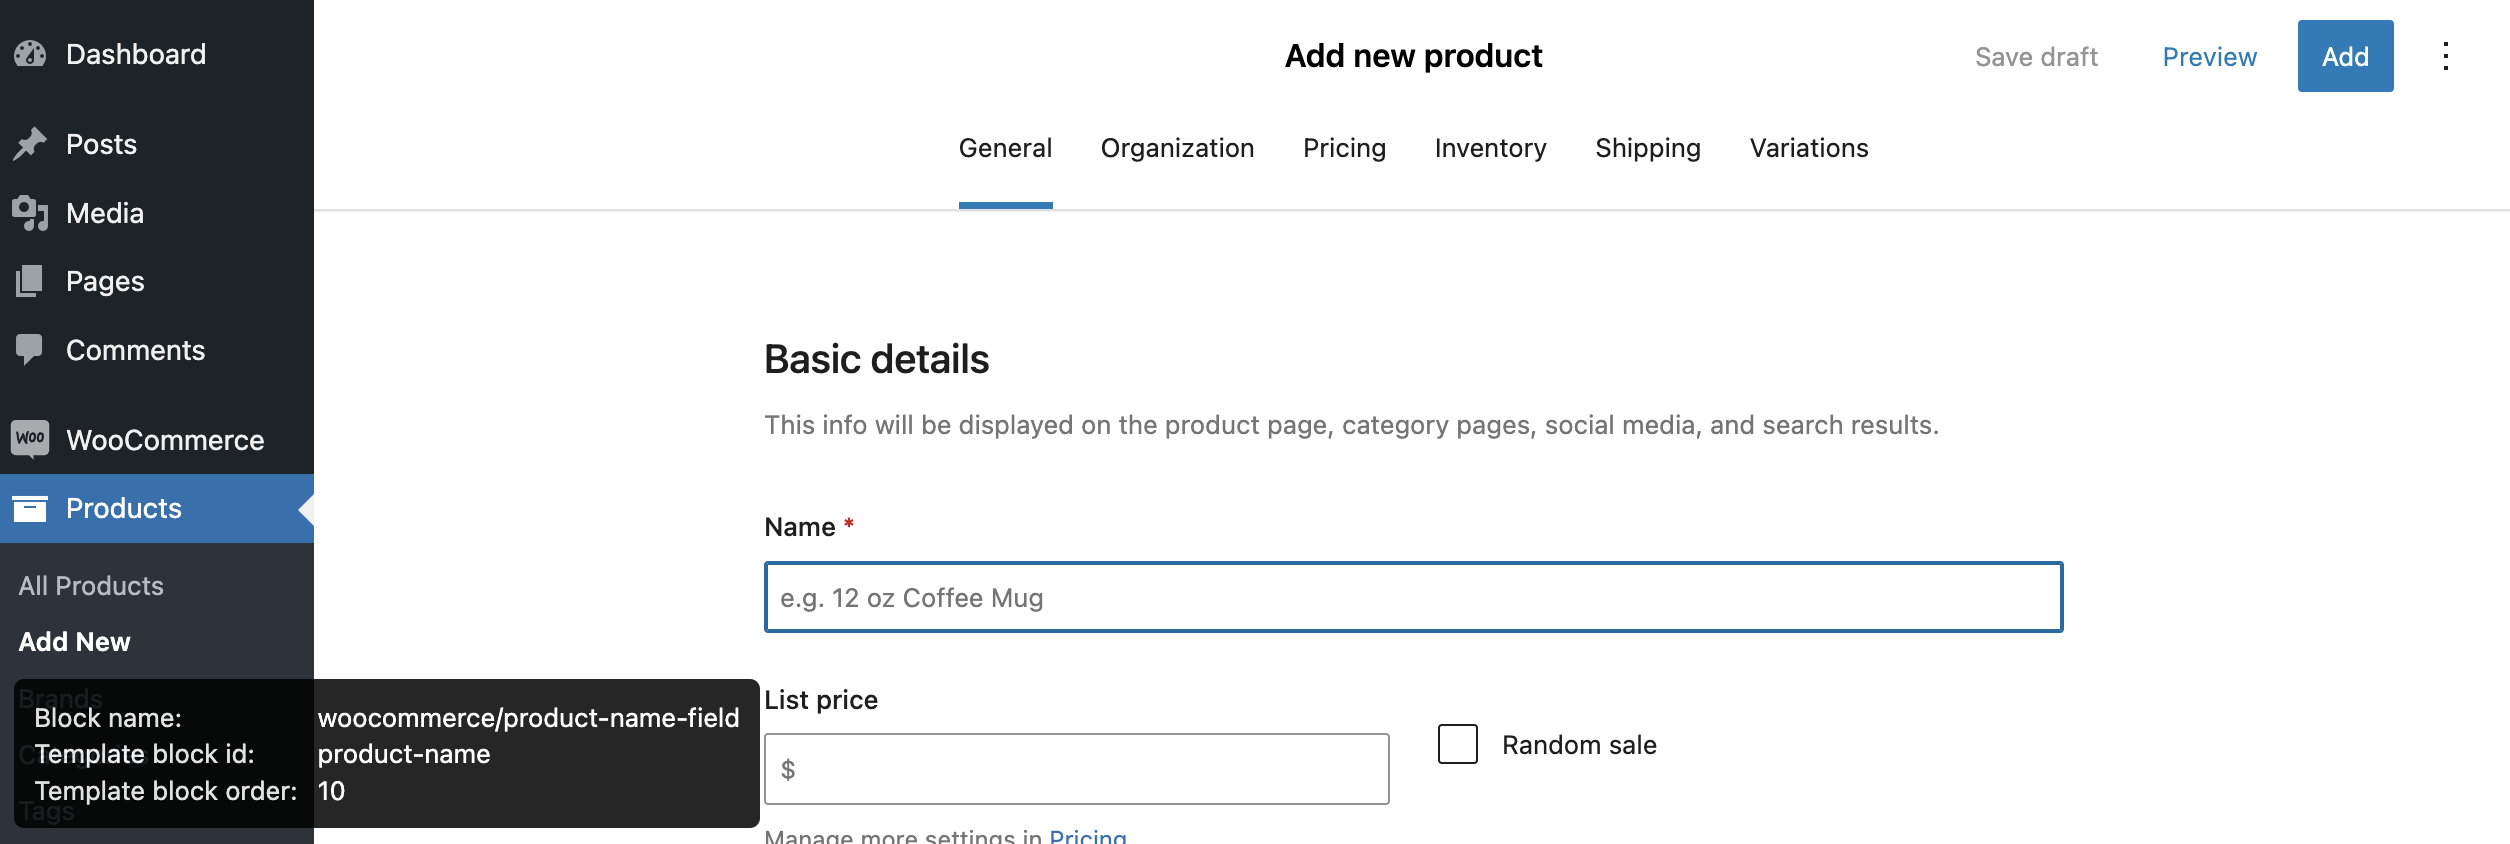 Dashboard
Posts
Media
Pages
Comments
Woo
WooCommerce
Products
All Products
Add New
Brands
Tags
Block name: woocommerce/product-name-field
Template block id: product-name
Template block order: 10
Add new product
Save draft
Preview
Add
General
Organization
Pricing
Inventory
Shipping
Variations
Basic details
This info will be displayed on the product page, category pages, social media, and search results.
Name *
e.g. 12 oz Coffee Mug
List price
$
Random sale
Manage more settings in Pricing